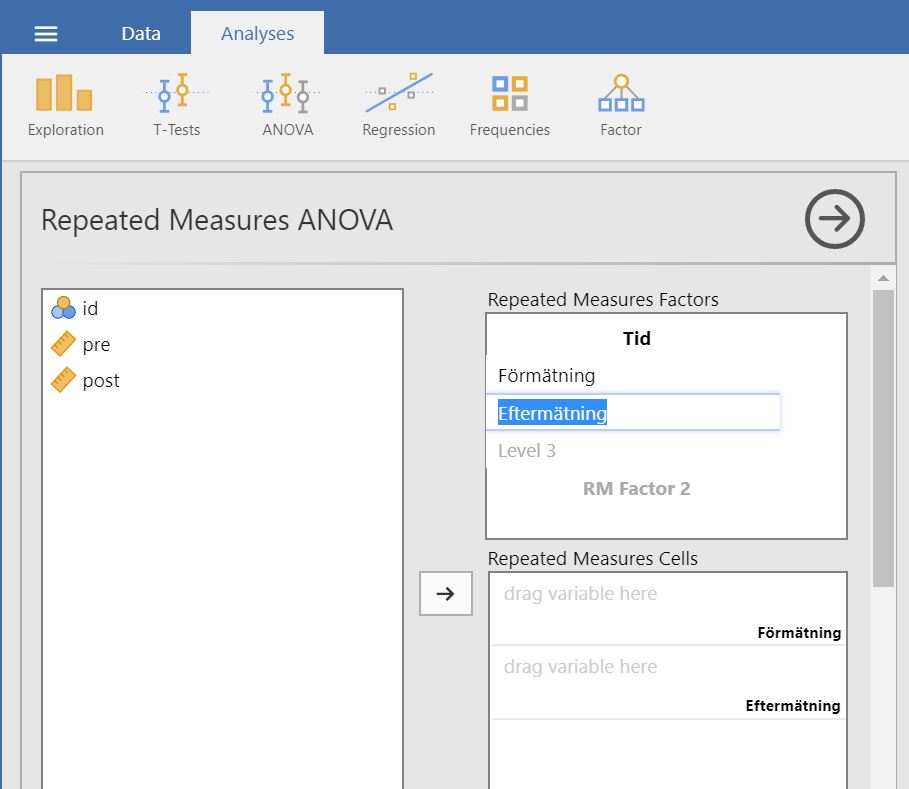 Data Analyses
Exploration T-Tests ANOVA Regression Frequencies Factor
Repeated Measures ANOVA
id
pre
post
Repeated Measures Factors
Tid
Förmätning
Eftermätning
Level 3
RM Factor 2
Repeated Measures Cells
drag variable here
Förmätning
drag variable here
Eftermätning